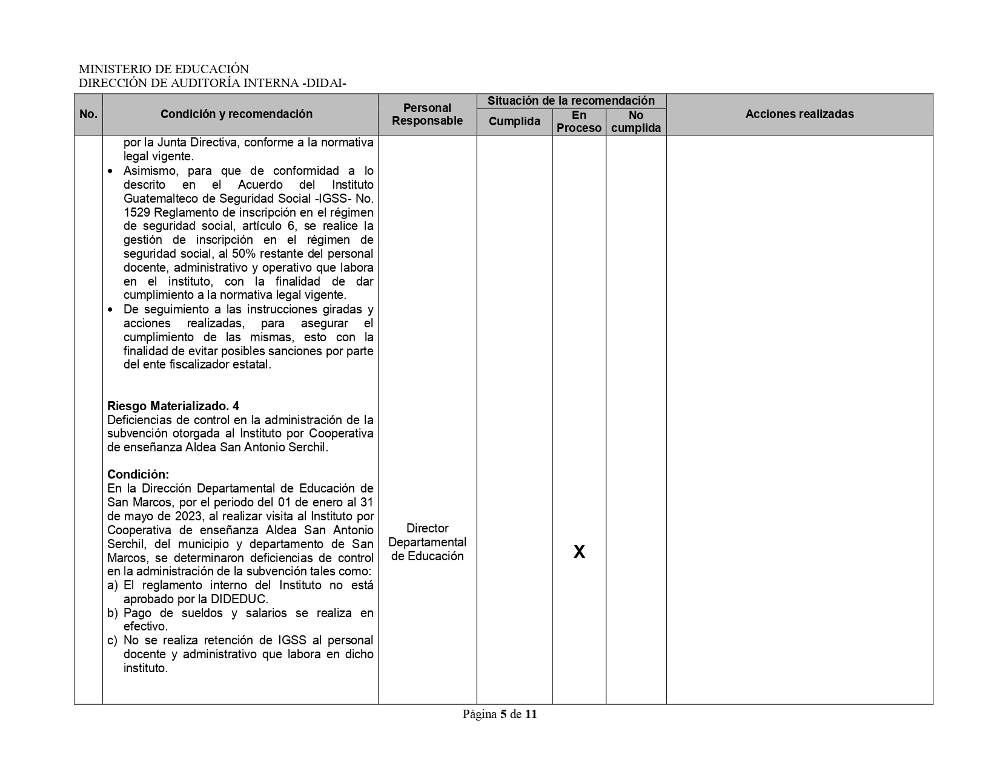 MINISTERIO DE EDUCACIÓN
DIRECCIÓN DE AUDITORÍA INTERNA -DIDAI-
No.
Condición y recomendación
Personal
Responsable
Situación de la recomendación
Cumplida
En
Proceso
No
cumplida
Acciones realizadas
por la Junta Directiva, conforme a la normativa
legal vigente.
• Asimismo, para que de conformidad a lo
descrito en el Acuerdo del Instituto
Guatemalteco de Seguridad Social -IGSS- No.
1529 Reglamento de inscripción en el régimen
de seguridad social, artículo 6, se realice la
gestión de inscripción en el régimen de
seguridad social, al 50% restante del personal
docente, administrativo y operativo que labora
en el instituto, con la finalidad de dar
cumplimiento a la normativa legal vigente.
• De seguimiento a las instrucciones giradas y
acciones realizadas, para asegurar el
cumplimiento de las mismas, esto con la
finalidad de evitar posibles sanciones por parte
del ente fiscalizador estatal.
Riesgo Materializado. 4
Deficiencias de control en la administración de la
subvención otorgada al Instituto por Cooperativa
de enseñanza Aldea San Antonio Serchil.
Condición:
En la Dirección Departamental de Educación de
San Marcos, por el periodo del 01 de enero al 31
de mayo de 2023, al realizar visita al Instituto por
Cooperativa de enseñanza Aldea San Antonio
Serchil, del municipio y departamento de San
Marcos, se determinaron deficiencias de control
en la administración de la subvención tales como:
a) El reglamento interno del Instituto no está
aprobado por la DIDEDUC.
b) Pago de sueldos y salarios se realiza en
efectivo.
c) No se realiza retención de IGSS al personal
docente y administrativo que labora en dicho
instituto.
Director
Departamental
de Educación
X
Página 5 de 11